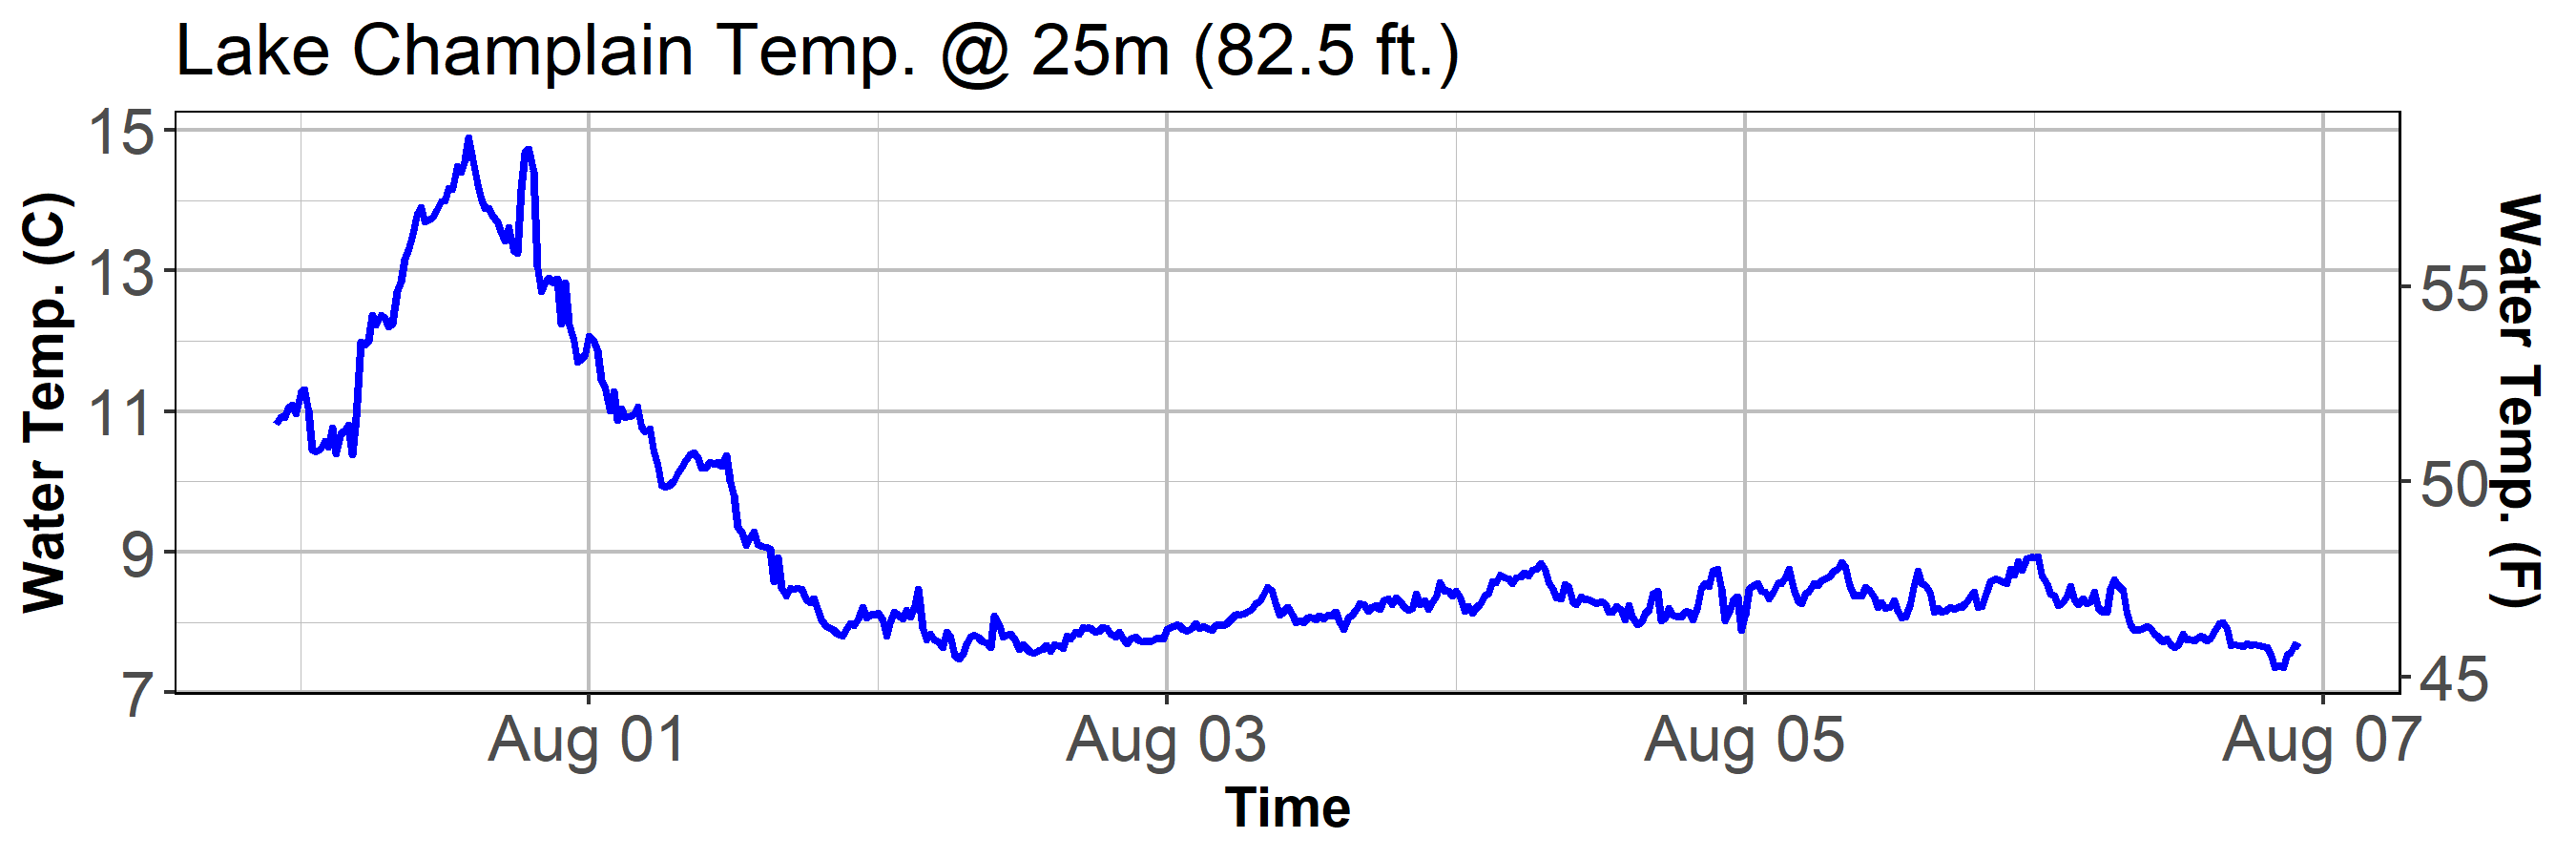 Lake Champlain Temp. @ 25m (82.5 ft.)
Water Temp. (C)
15
13
11
9
7
55
50
45
Water Temp. (F)
Aug 01 Aug 03 Aug 05 Aug 07
Time